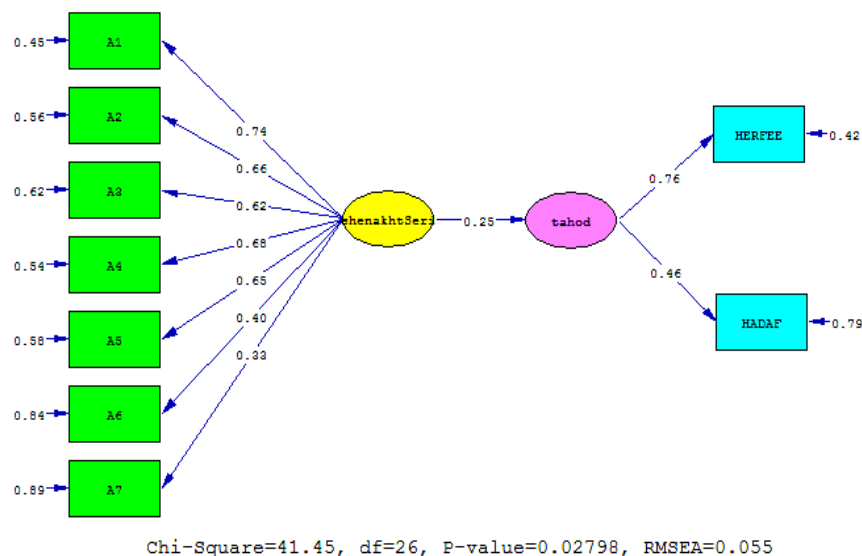 0.45 A1
0.56 A2
0.62 A3
0.54 A4
0.58 A5
0.84 A6
0.89 A7
0.74
0.66
0.62
0.68
0.65
0.40
0.33
0.25
tahod
0.76
0.46
HERFEE 0.42
HADAF 0.79
Chi-Square=41.45, df=26, P-value=0.02798, RMSEA=0.055